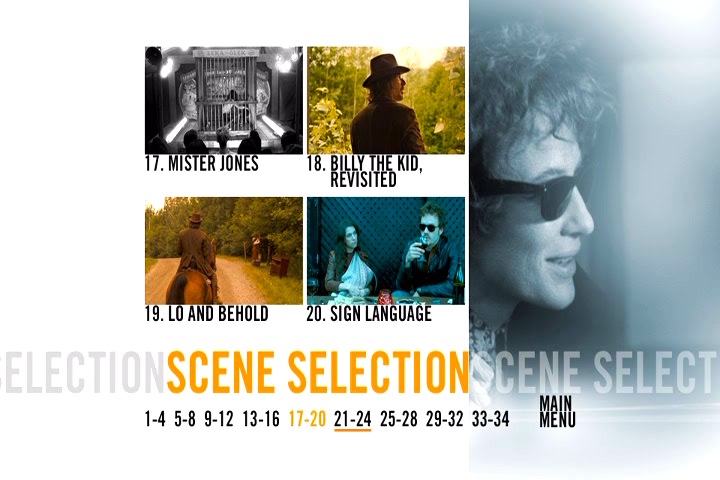 17. MISTER JONES
18. BILLY THE KID,
REVISITED
19. LO AND BEHOLD
20. SIGN LANGUAGE
SELECTION SCENE SELECTION SCENE SELECT
1-4 5-8 9-12 13-16 17-20 21-24 25-28 29-32 33-34
MAIN
MENU